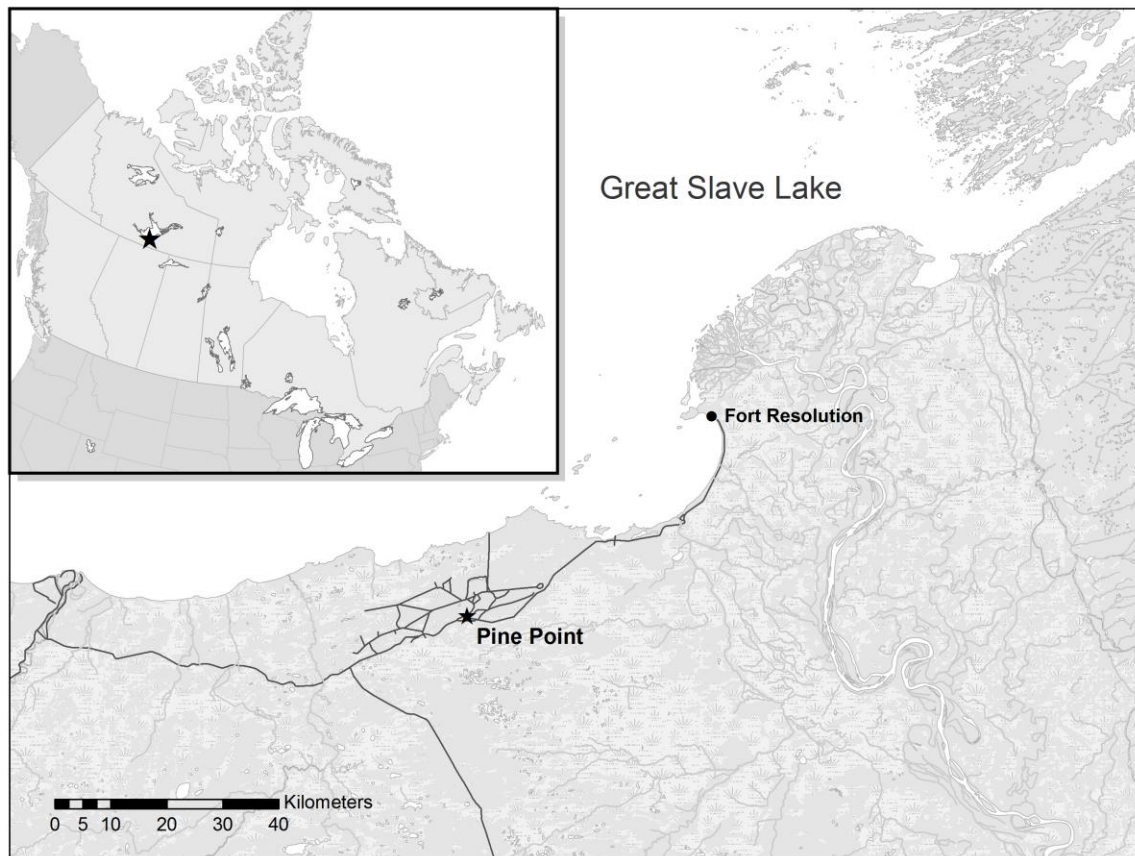 Great Slave Lake
Fort Resolution
Pine Point
Kilometers
0 5 10 20 30 40